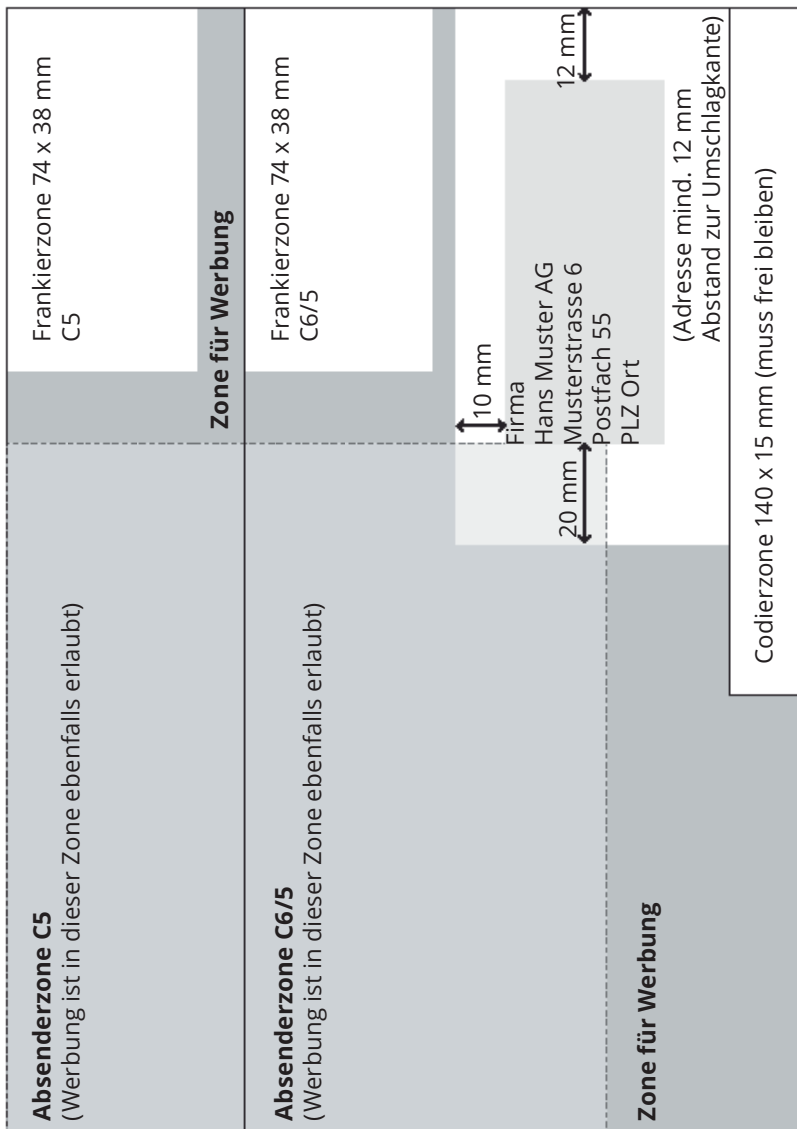 Absenderzone C5
(Werbung ist in dieser Zone ebenfalls erlaubt)
Frankierzone 74 x 38 mm
C5
Zone für Werbung
Absenderzone C6/5
(Werbung ist in dieser Zone ebenfalls erlaubt)
Frankierzone 74 x 38 mm
C6/5
10 mm
Firma
Hans Muster AG
Musterstrasse 6
Postfach 55
PLZ Ort
20 mm
12 mm
Zone für Werbung
(Adresse mind. 12 mm
Abstand zur Umschlagkante)
Codierzone 140 x 15 mm (muss frei bleiben)